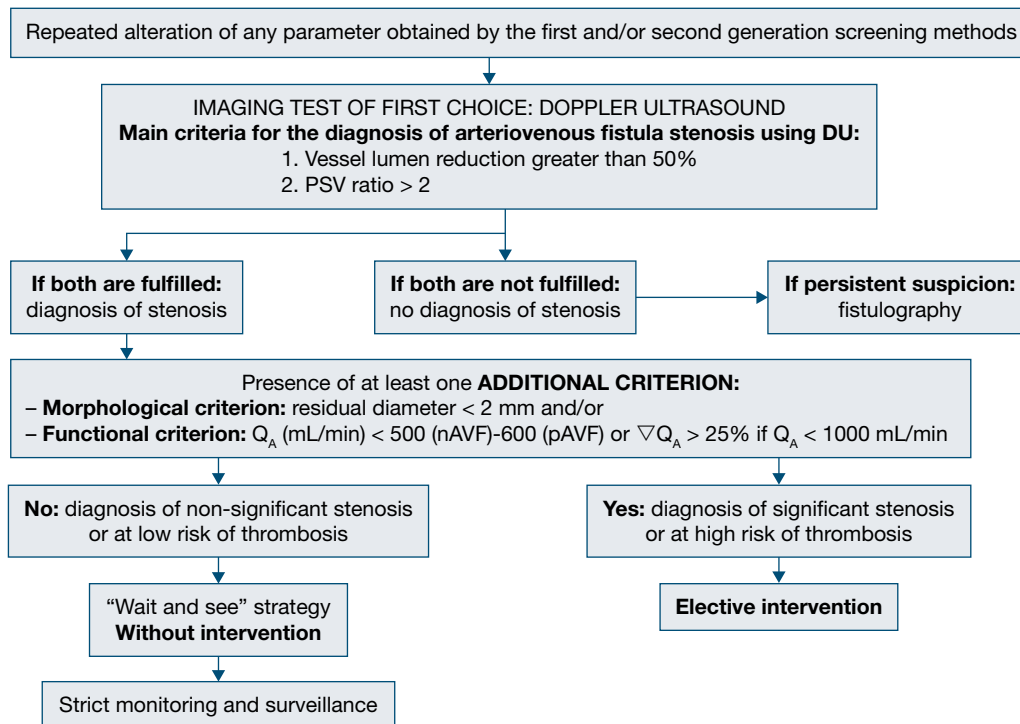 Repeated alteration of any parameter obtained by the first and/or second generation screening methods
IMAGING TEST OF FIRST CHOICE: DOPPLER ULTRASOUND
Main criteria for the diagnosis of arteriovenous fistula stenosis using DU:
1. Vessel lumen reduction greater than 50%
2. PSV ratio > 2
If both are fulfilled:
diagnosis of stenosis
If both are not fulfilled:
no diagnosis of stenosis
If persistent suspicion:
fistulography
Presence of at least one ADDITIONAL CRITERION:
– Morphological criterion: residual diameter < 2 mm and/or
– Functional criterion: Q_A (mL/min) < 500 (nAVF)-600 (pAVF) or ▽Q_A > 25% if Q_A < 1000 mL/min
No: diagnosis of non-significant stenosis
or at low risk of thrombosis
Yes: diagnosis of significant stenosis
or at high risk of thrombosis
“Wait and see” strategy
Without intervention
Elective intervention
Strict monitoring and surveillance